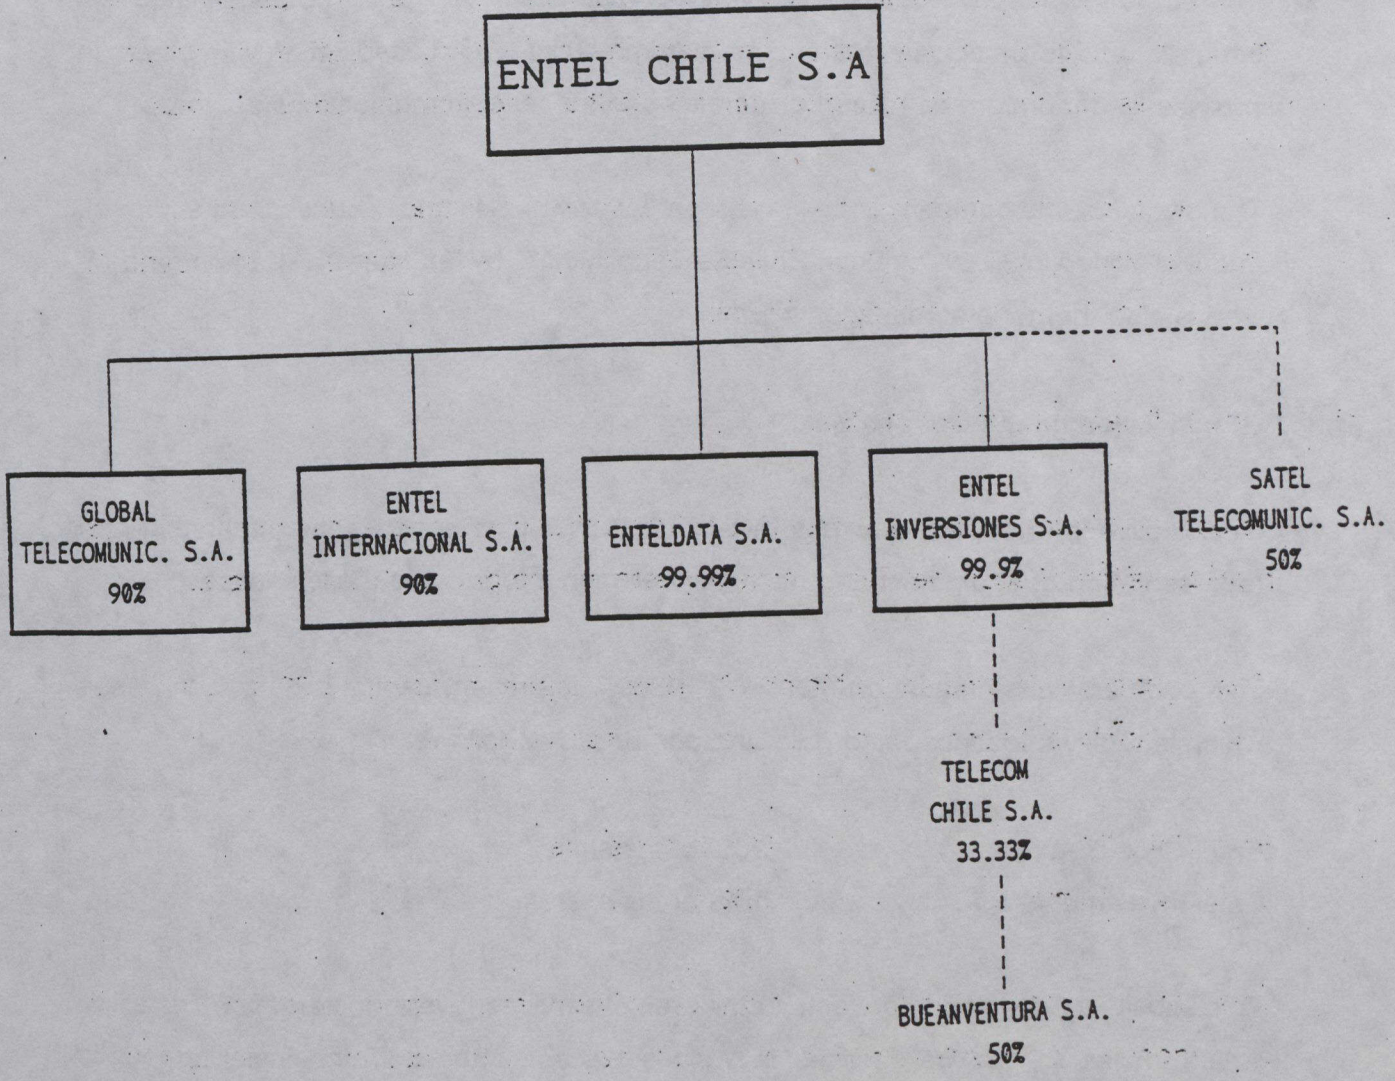 ENTEL CHILE S.A
GLOBAL
TELECOMUNIC. S.A.
90%
ENTEL
INTERNACIONAL S.A.
90%
ENTELDATA S.A.
99.99%
ENTEL
INVERSIONES S.A.
99.9%
SATEL
TELECOMUNIC. S.A.
50%
TELECOM
CHILE S.A.
33.33%
BUEANVENTURA S.A.
50%